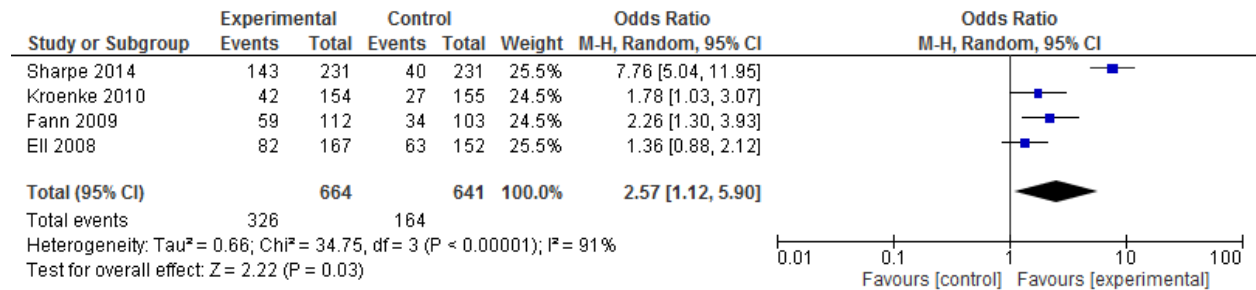 Experimental Control Odds Ratio Odds Ratio
Study or Subgroup Events Total Events Total Weight M-H, Random, 95% CI M-H, Random, 95% CI
Sharpe 2014 143 231 40 231 25.5% 7.76 [5.04, 11.95]
Kroenke 2010 42 154 27 155 24.5% 1.78 [1.03, 3.07]
Fann 2009 59 112 34 103 24.5% 2.26 [1.30, 3.93]
Ell 2008 82 167 63 152 25.5% 1.36 [0.88, 2.12]
Total (95% CI) 664 641 100.0% 2.57 [1.12, 5.90]
Total events 326 164
Heterogeneity: Tau² = 0.66; Chi² = 34.75, df = 3 (P < 0.00001); I² = 91%
Test for overall effect: Z = 2.22 (P = 0.03)
0.01 0.1 1 10 100
Favours [control] Favours [experimental]